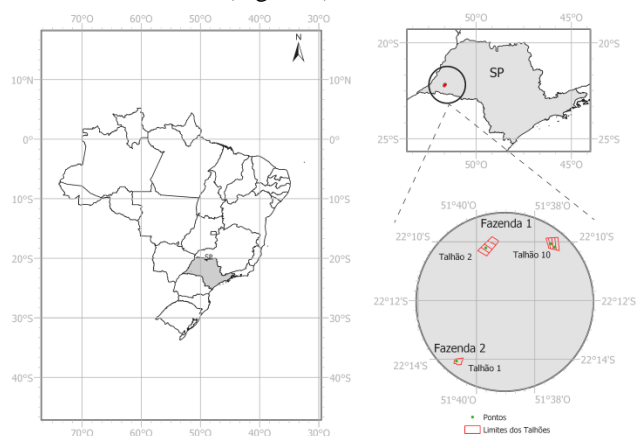 70°O 60°O 50°O 40°O 30°O
N
10°N
0°
10°S
20°S
30°S
40°S
10°N
0°
10°S
20°S
30°S
40°S
SP
70°O 60°O 50°O 40°O 30°O
50°O 45°O
20°S 20°S
SP
25°S 25°S
50°O 45°O
51°40'O 51°38'O
Fazenda 1
22°10'S 22°10'S
Talhão 2 Talhão 10
22°12'S 22°12'S
Fazenda 2
22°14'S 22°14'S
Talhão 1
51°40'O 51°38'O
Pontos
Limites dos Talhões